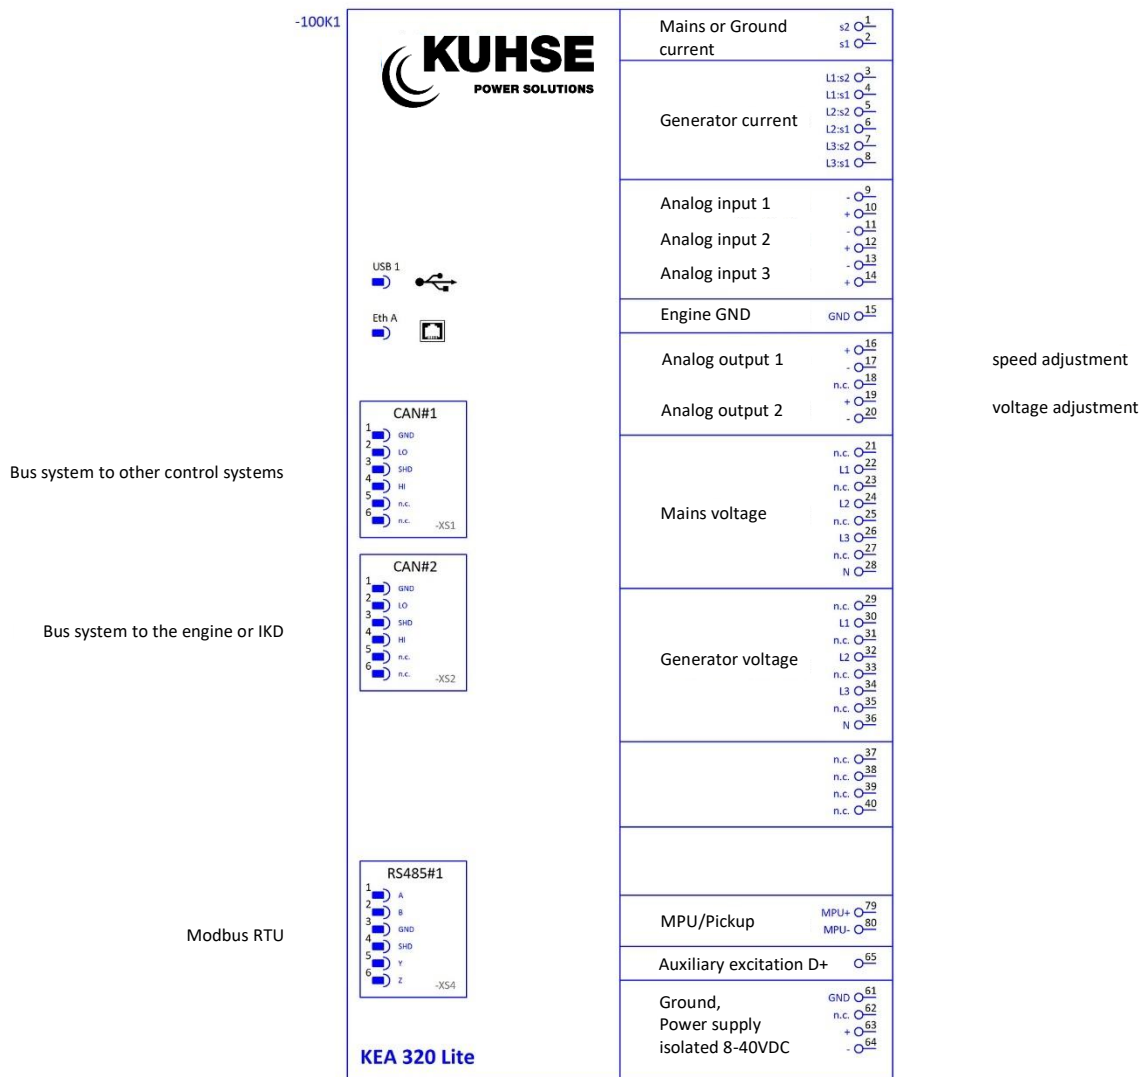 -100K1
KUHSE
POWER SOLUTIONS
USB 1
Eth A
Bus system to other control systems
CAN#1
1 GND
2 LO
3 SHD
4 HI
5 n.c.
6 n.c.
-XS1
Bus system to the engine or IKD
CAN#2
1 GND
2 LO
3 SHD
4 HI
5 n.c.
6 n.c.
-XS2
Modbus RTU
RS485#1
1 A
2 B
3 GND
4 SHD
5 Y
6 Z
-XS4
KEA 320 Lite
Mains or Ground
current
s2 1
s1 2
Generator current
L1:s2 3
L1:s1 4
L2:s2 5
L2:s1 6
L3:s2 7
L3:s1 8
Analog input 1
- 9
+ 10
Analog input 2
- 11
+ 12
Analog input 3
- 13
+ 14
Engine GND
GND 15
Analog output 1
+ 16
- 17
n.c. 18
speed adjustment
Analog output 2
+ 19
- 20
voltage adjustment
Mains voltage
n.c. 21
L1 22
n.c. 23
L2 24
n.c. 25
L3 26
n.c. 27
N 28
Generator voltage
n.c. 29
L1 30
n.c. 31
L2 32
n.c. 33
L3 34
n.c. 35
N 36
n.c. 37
n.c. 38
n.c. 39
n.c. 40
MPU/Pickup
MPU+ 79
MPU- 80
Auxiliary excitation D+ 65
Ground,
Power supply
isolated 8-40VDC
GND 61
n.c. 62
+ 63
- 64